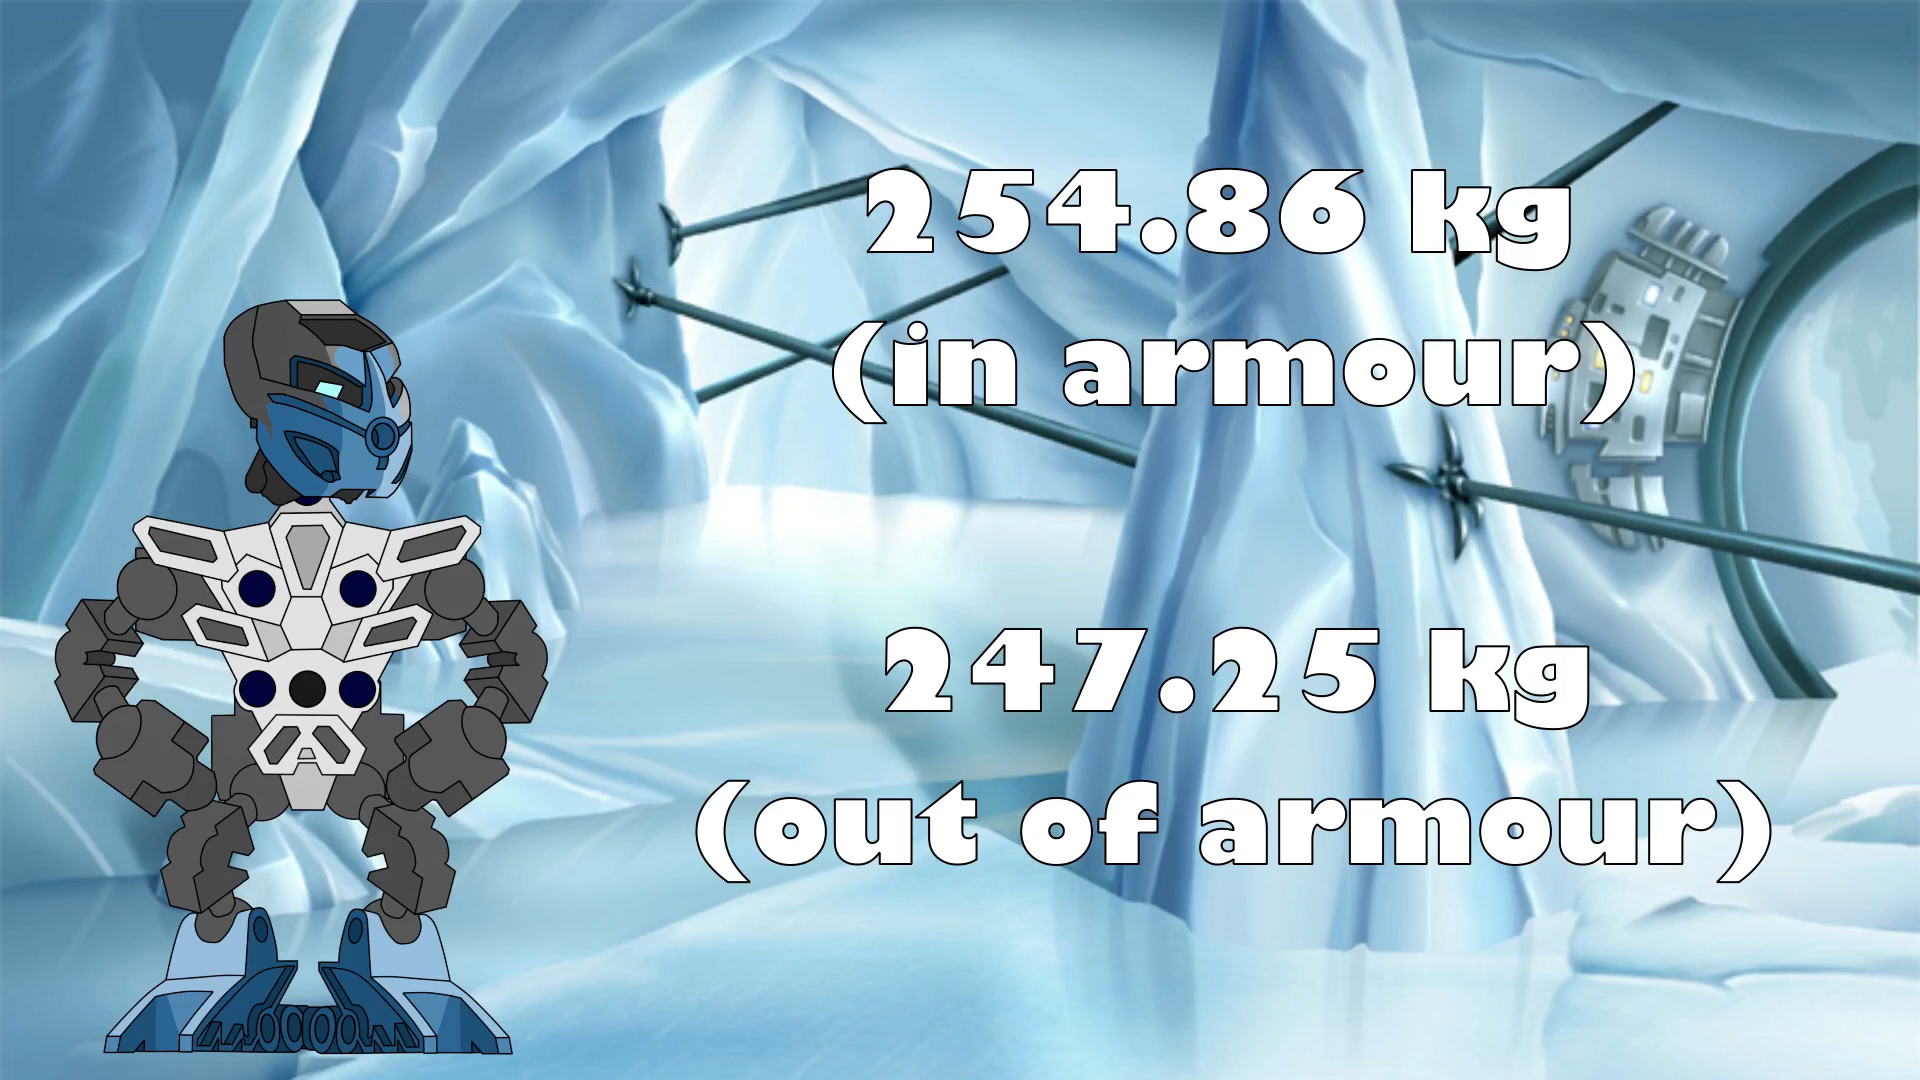 254.86 kg
(in armour)
247.25 kg
(out of armour)